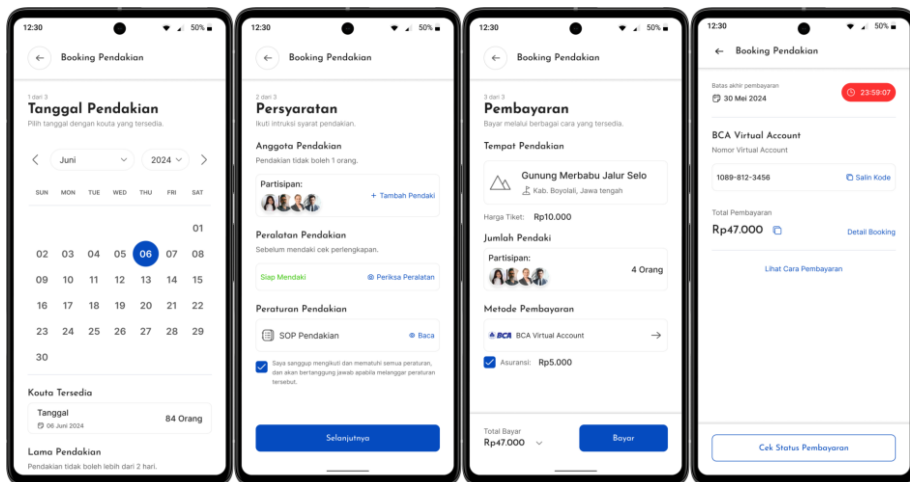 12:30
50%
Booking Pendakian
1 dari 3
Tanggal Pendakian
Pilih tanggal dengan kouta yang tersedia.
Juni
2024
SUN MON TUE WED THU FRI SAT
01
02 03 04 05 06 07 08
09 10 11 12 13 14 15
16 17 18 19 20 21 22
23 24 25 26 27 28 29
30
Kouta Tersedia
Tanggal
06 Juni 2024
84 Orang
Lama Pendakian
Pendakian tidak boleh lebih dari 2 hari.
12:30
50%
Booking Pendakian
2 dari 3
Persyaratan
Ikuti intruksi syarat pendakian.
Anggota Pendakian
Pendakian tidak boleh 1 orang.
Partisipan:
+ Tambah Pendaki
Peralatan Pendakian
Sebelum mendaki cek perlengkapan.
Siap Mendaki
Periksa Peralatan
Peraturan Pendakian
SOP Pendakian
Baca
Saya sanggup mengikuti dan mematuhi semua peraturan,
dan akan bertanggung jawab apabila melanggar peraturan
tersebut.
Selanjutnya
12:30
50%
Booking Pendakian
3 dari 3
Pembayaran
Bayar melalui berbagai cara yang tersedia.
Tempat Pendakian
Gunung Merbabu Jalur Selo
Kab. Boyolali, Jawa tengah
Harga Tiket: Rp10.000
Jumlah Pendaki
Partisipan:
4 Orang
Metode Pembayaran
BCA BCA Virtual Account
Asuransi: Rp5.000
Total Bayar
Rp47.000
Bayar
12:30
50%
Booking Pendakian
Batas akhir pembayaran
30 Mei 2024
23:59:07
BCA Virtual Account
Nomor Virtual Account
1089-812-3456
Salin Kode
Total Pembayaran
Rp47.000
Detail Booking
Lihat Cara Pembayaran
Cek Status Pembayaran